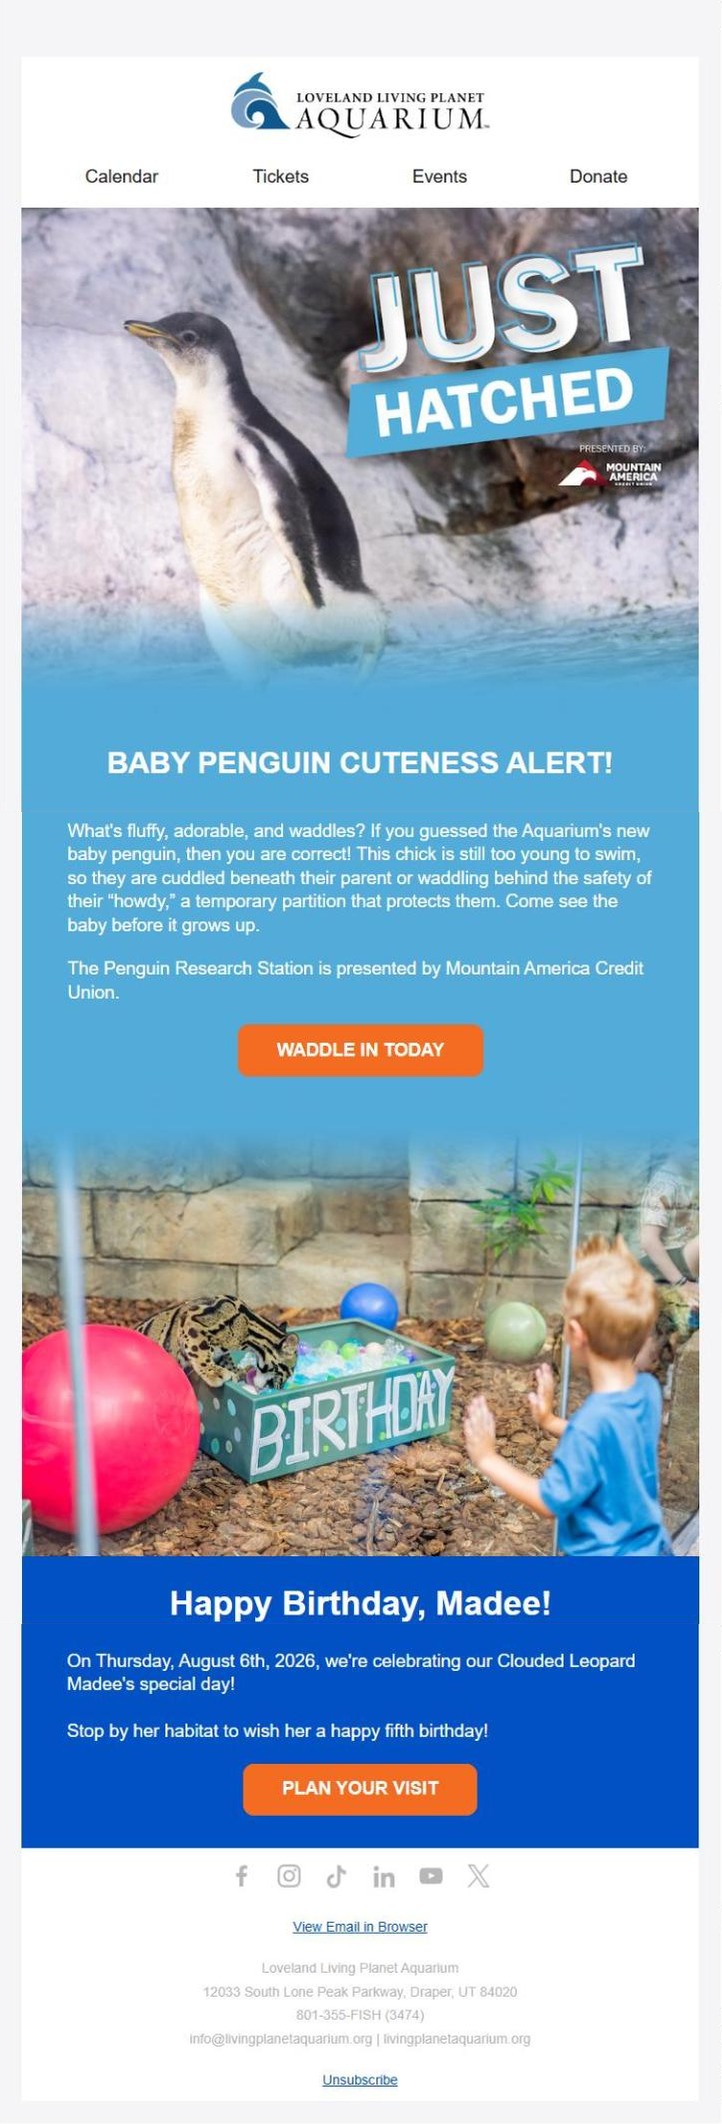 LOVELAND LIVING PLANET
AQUARIUM
Calendar Tickets Events Donate
JUST
HATCHED
PRESENTED BY:
MOUNTAIN
AMERICA
CREDIT UNION
BABY PENGUIN CUTENESS ALERT!
What's fluffy, adorable, and waddles? If you guessed the Aquarium's new
baby penguin, then you are correct! This chick is still too young to swim,
so they are cuddled beneath their parent or waddling behind the safety of
their “howdy,” a temporary partition that protects them. Come see the
baby before it grows up.
The Penguin Research Station is presented by Mountain America Credit
Union.
WADDLE IN TODAY
BIRTHDAY
Happy Birthday, Madee!
On Thursday, August 6th, 2026, we're celebrating our Clouded Leopard
Madee's special day!
Stop by her habitat to wish her a happy fifth birthday!
PLAN YOUR VISIT
View Email in Browser
Loveland Living Planet Aquarium
12033 South Lone Peak Parkway, Draper, UT 84020
801-355-FISH (3474)
info@livingplanetaquarium.org | livingplanetaquarium.org
Unsubscribe